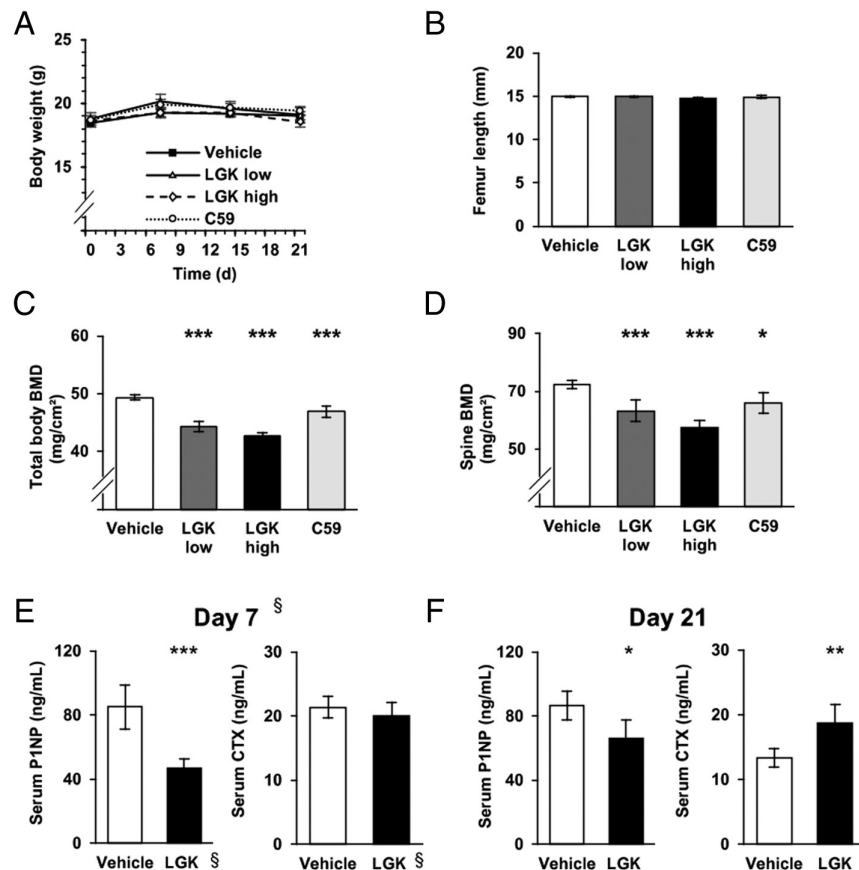 A
Body weight (g)
25
21
17
13
0 3 6 9 12 15 18 21
Time (d)
Vehicle
LGK low
LGK high
C59
B
Femur length (mm)
20
15
10
5
0
Vehicle LGK low LGK high C59
C
Total body BMD (mg/cm²)
60
50
40
*** *** ***
Vehicle LGK low LGK high C59
D
Spine BMD (mg/cm²)
90
70
50
*** *** *
Vehicle LGK low LGK high C59
E
Day 7 §
Serum P1NP (ng/mL)
120
80
40
0
***
Vehicle LGK §
Serum CTX (ng/mL)
30
20
10
0
Vehicle LGK §
F
Day 21
Serum P1NP (ng/mL)
120
80
40
0
*
Vehicle LGK
Serum CTX (ng/mL)
30
20
10
0
**
Vehicle LGK